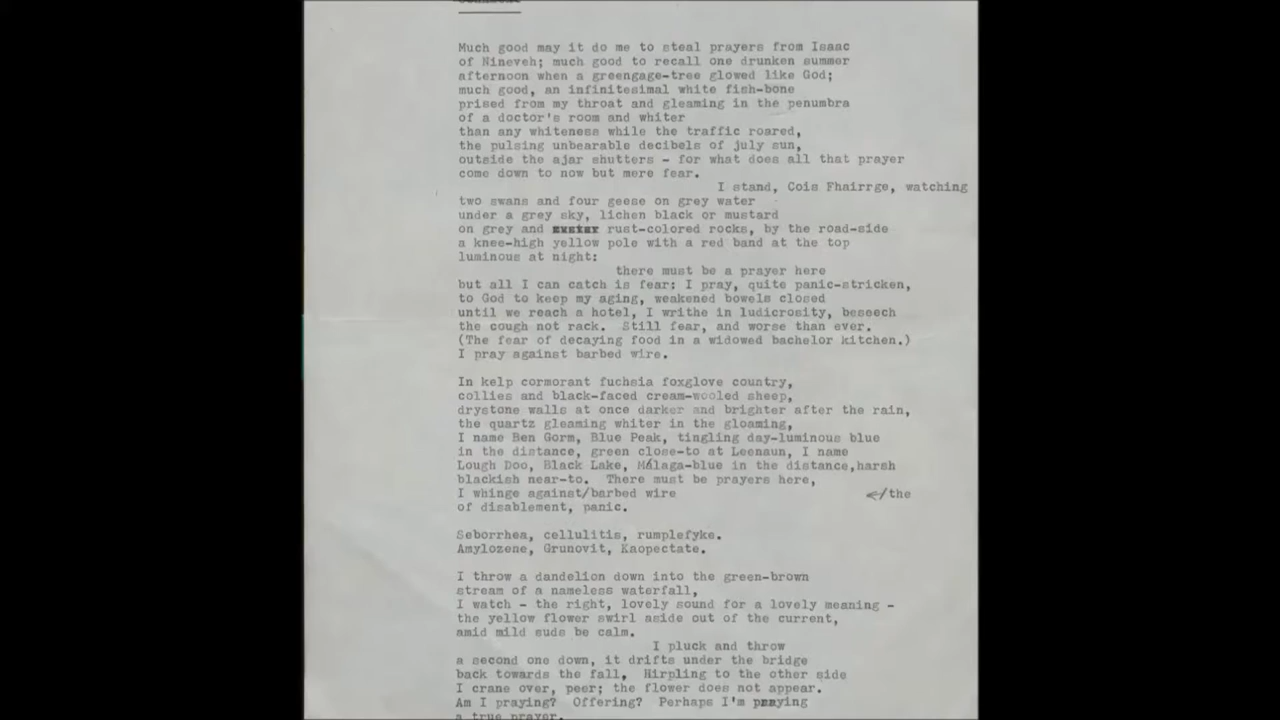 Much good may it do me to steal prayers from Isaac
of Nineveh; much good to recall one drunken summer
afternoon when a greengage-tree glowed like God;
much good, an infinitesimal white fish-bone
prised from my throat and gleaming in the penumbra
of a doctor's room and whiter
than any whiteness while the traffic roared,
the pulsing unbearable decibels of july sun,
outside the ajar shutters - for what does all that prayer
come down to now but mere fear.
I stand, Cois Fhairrge, watching
two swans and four geese on grey water
under a grey sky, lichen black or mustard
on grey and rust-colored rocks, by the road-side
a knee-high yellow pole with a red band at the top
luminous at night:
there must be a prayer here
but all I can catch is fear; I pray, quite panic-stricken,
to God to keep my aging, weakened bowels closed
until we reach a hotel, I writhe in ludicrosity, beseech
the cough not rack. Still fear, and worse than ever.
(The fear of decaying food in a widowed bachelor kitchen.)
I pray against barbed wire.
In kelp cormorant fuchsia foxglove country,
collies and black-faced cream-wooled sheep,
drystone walls at once darker and brighter after the rain,
the quartz gleaming whiter in the gloaming,
I name Ben Gorm, Blue Peak, tingling day-luminous blue
in the distance, green close-to at Leenaun, I name
Lough Doo, Black Lake, Málaga-blue in the distance,harsh
blackish near-to. There must be prayers here,
I whinge against/barbed wire </the
of disablement, panic.
Seborrhea, cellulitis, rumplefyke.
Amylozene, Grunovit, Kaopectate.
I throw a dandelion down into the green-brown
stream of a nameless waterfall,
I watch - the right, lovely sound for a lovely meaning -
the yellow flower swirl aside out of the current,
amid mild suds be calm.
I pluck and throw
a second one down, it drifts under the bridge
back towards the fall, Hirpling to the other side
I crane over, peer; the flower does not appear.
Am I praying? Offering? Perhaps I'm praying
a true prayer.